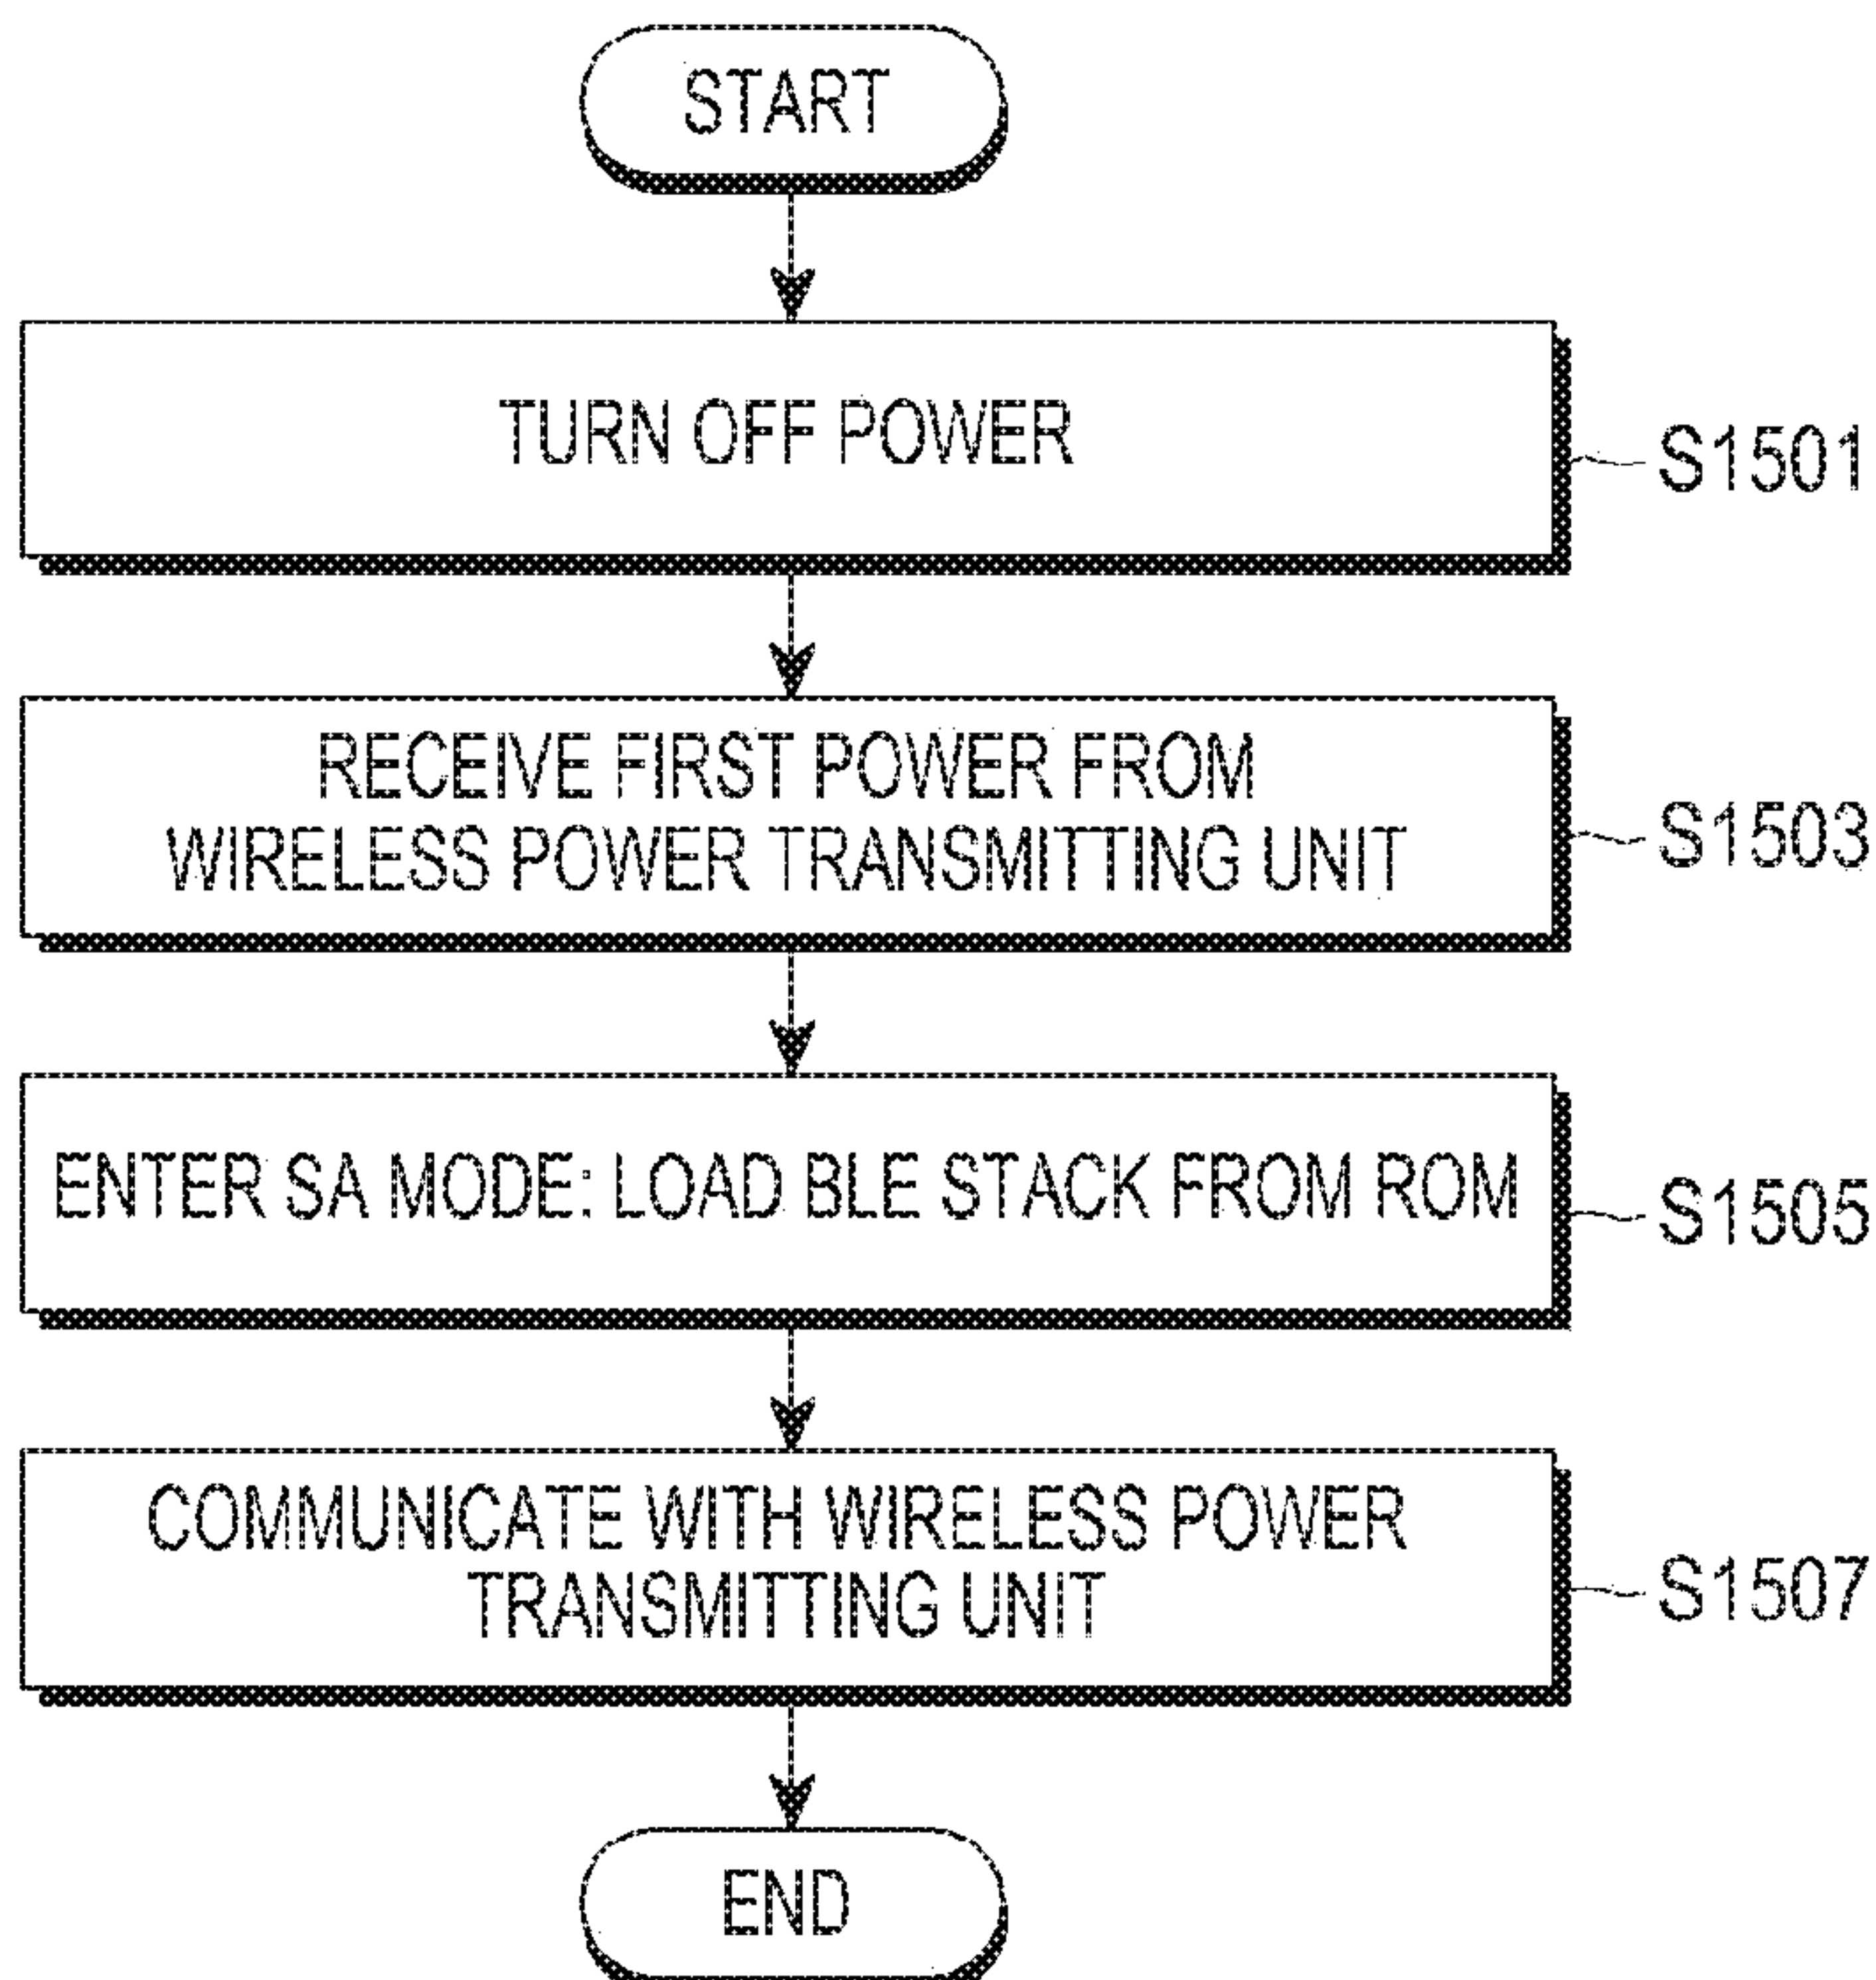 START
TURN OFF POWER
S1501
RECEIVE FIRST POWER FROM
WIRELESS POWER TRANSMITTING UNIT
S1503
ENTER SA MODE: LOAD BLE STACK FROM ROM
S1505
COMMUNICATE WITH WIRELESS POWER
TRANSMITTING UNIT
S1507
END